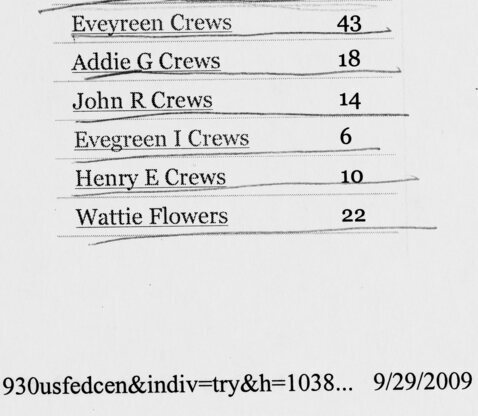 Eveyreen Crews 43
Addie G Crews 18
John R Crews 14
Evegreen I Crews 6
Henry E Crews 10
Wattie Flowers 22
930usfedcen&indiv=try&h=1038... 9/29/2009